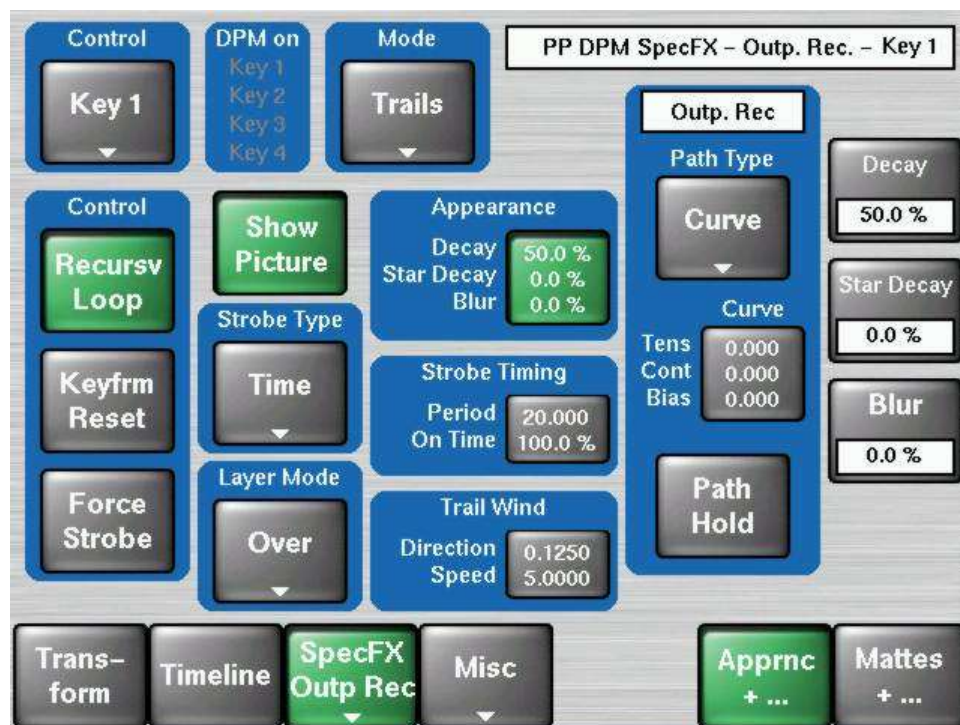 Control
Key 1
DPM on
Key 1
Key 2
Key 3
Key 4
Mode
Trails
PP DPM SpecFX – Outp. Rec. – Key 1
Control
Recursv
Loop
Keyfrm
Reset
Force
Strobe
Show
Picture
Strobe Type
Time
Layer Mode
Over
Appearance
Decay 50.0 %
Star Decay 0.0 %
Blur 0.0 %
Strobe Timing
Period 20.000
On Time 100.0 %
Trail Wind
Direction 0.1250
Speed 5.0000
Outp. Rec
Path Type
Curve
Curve
Tens 0.000
Cont 0.000
Bias 0.000
Path
Hold
Decay
50.0 %
Star Decay
0.0 %
Blur
0.0 %
Trans–
form
Timeline
SpecFX
Outp Rec
Misc
Apprnc
+ ...
Mattes
+ ...